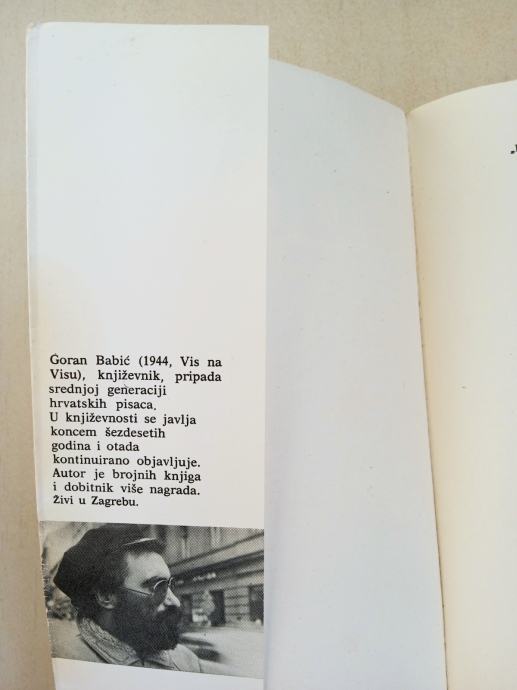 Goran Babić (1944, Vis na
Visu), književnik, pripada
srednjoj generaciji
hrvatskih pisaca.
U književnosti se javlja
koncem šezdesetih
godina i otada
kontinuirano objavljuje.
Autor je brojnih knjiga
i dobitnik više nagrada.
Živi u Zagrebu.